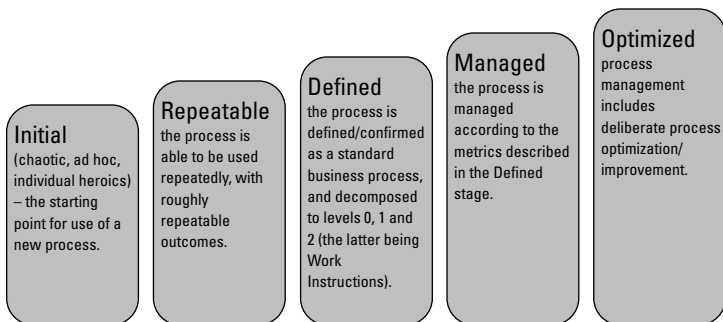 Initial
(chaotic, ad hoc,
individual heroics)
– the starting
point for use of a
new process.
Repeatable
the process is
able to be used
repeatedly, with
roughly
repeatable
outcomes.
Defined
the process is
defined/confirmed
as a standard
business process,
and decomposed
to levels 0, 1 and
2 (the latter being
Work
Instructions).
Managed
the process is
managed
according to the
metrics described
in the Defined
stage.
Optimized
process
management
includes
deliberate process
optimization/
improvement.